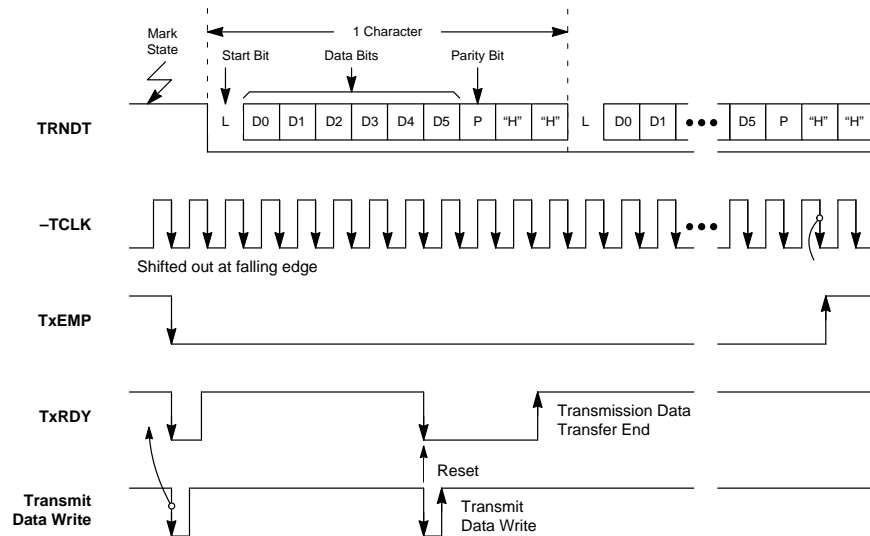 Mark
State
1 Character
Start Bit
Data Bits
Parity Bit
TRNDT
L D0 D1 D2 D3 D4 D5 P “H” “H” L D0 D1 ••• D5 P “H” “H”
–TCLK
•••
Shifted out at falling edge
TxEMP
TxRDY
Transmission Data
Transfer End
Reset
Transmit
Data Write
Transmit
Data Write